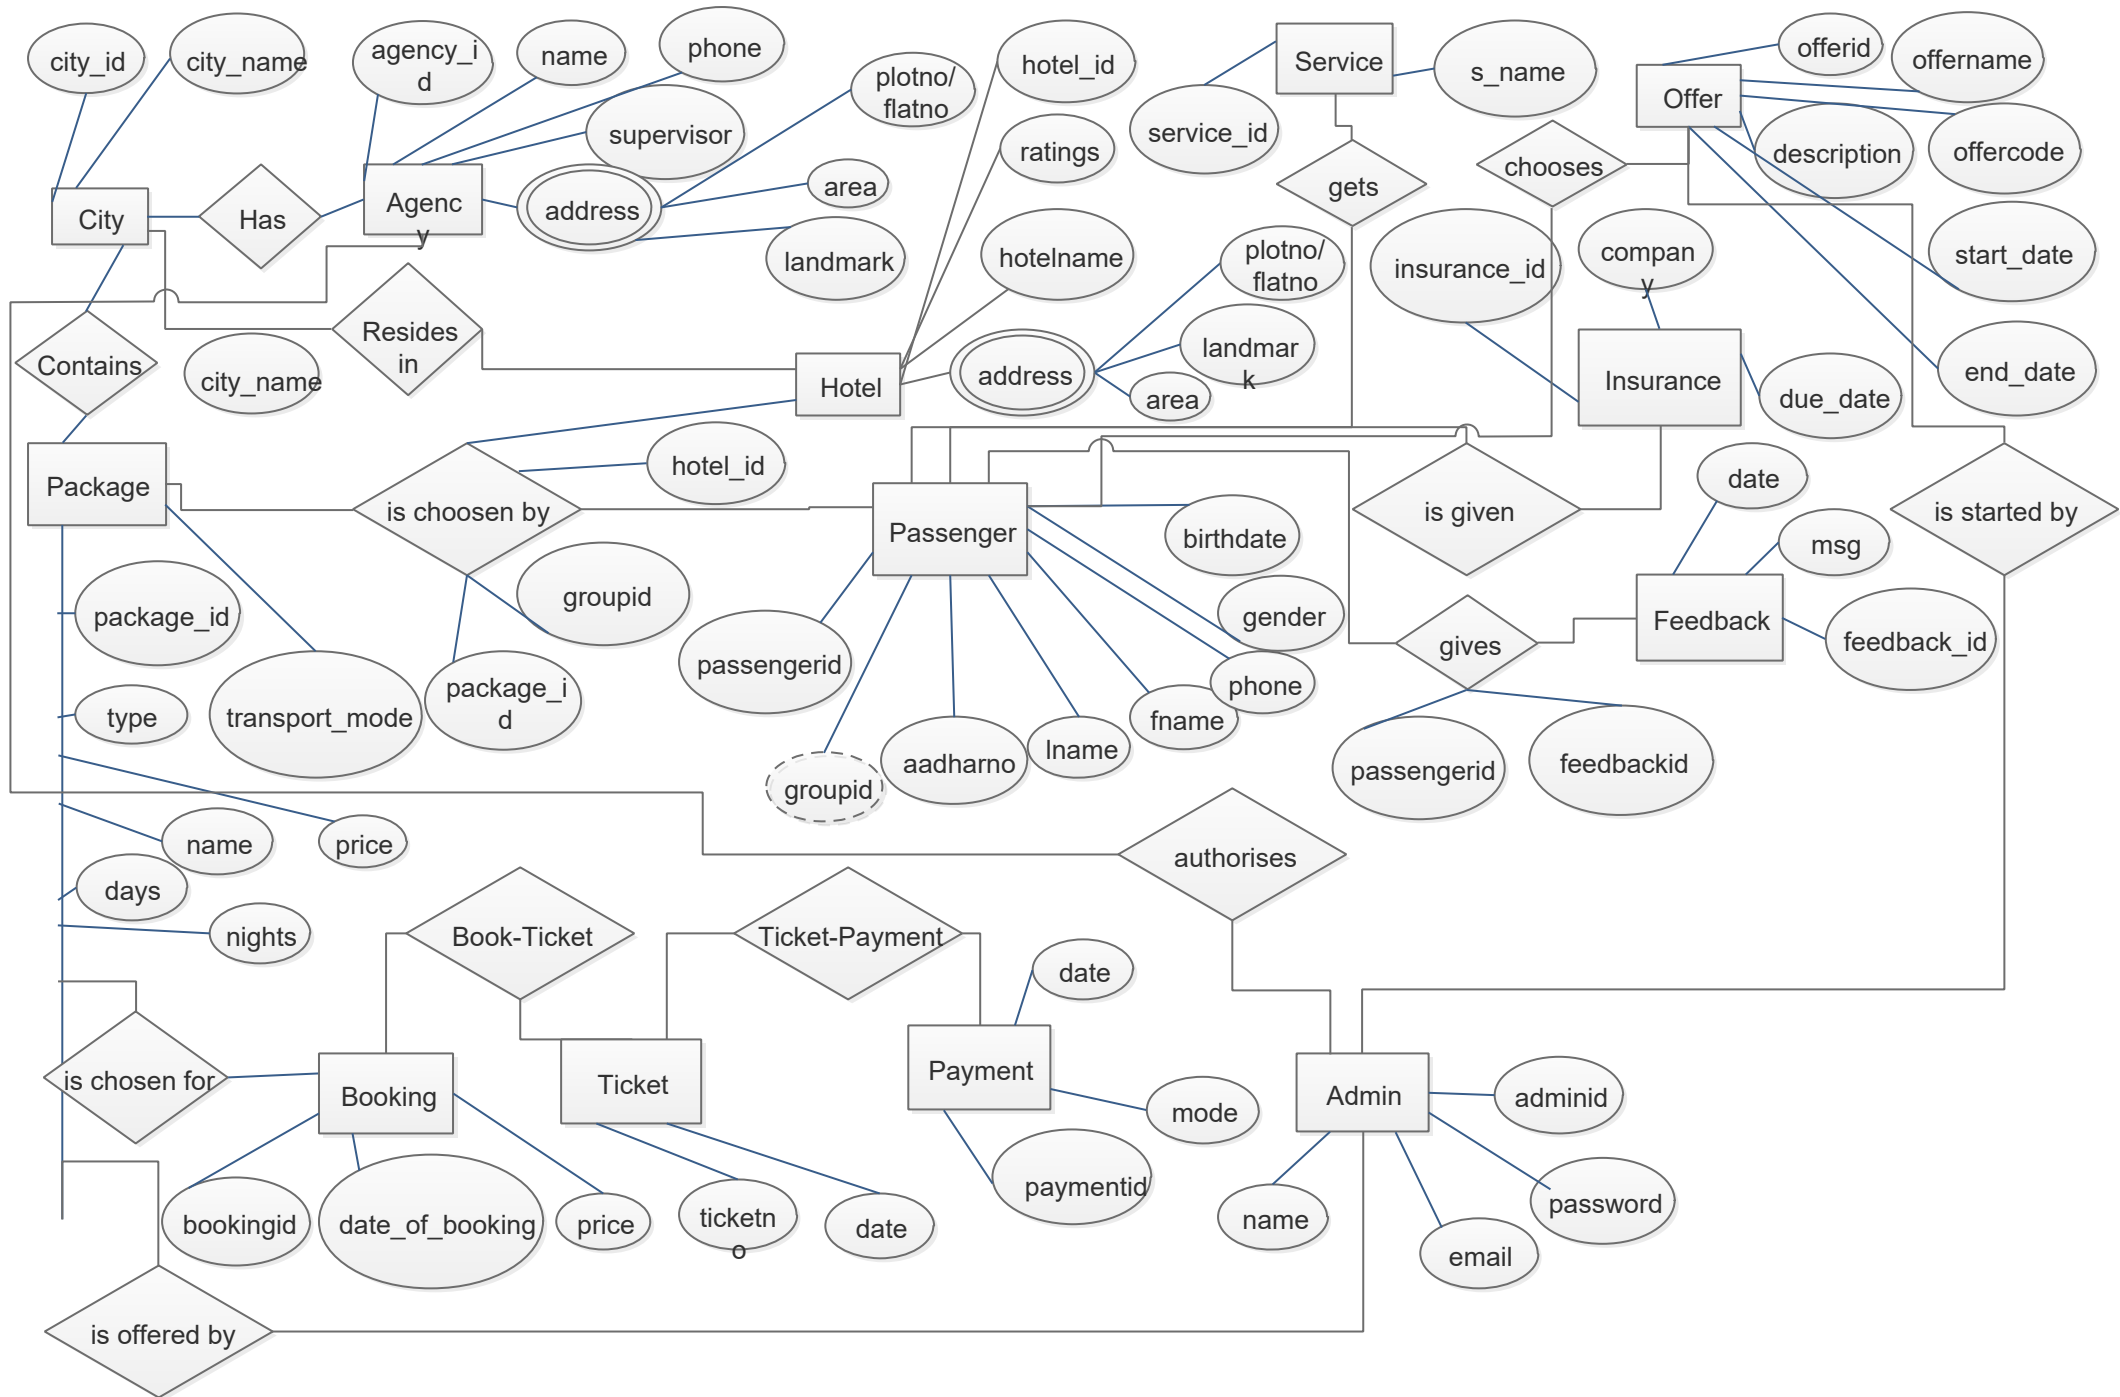 city_id
city_name
agency_i
d
name
phone
supervisor
plotno/
flatno
area
landmark
address
City
Has
Agenc
y
hotel_id
ratings
hotelname
Service
service_id
s_name
gets
chooses
Offer
offerid
offername
description
offercode
start_date
end_date
insurance_id
compan
y
Insurance
due_date
plotno/
flatno
landmar
k
area
address
Hotel
Resides
in
city_name
Contains
Package
is choosen by
hotel_id
groupid
package_i
d
package_id
type
transport_mode
name
price
days
nights
Passenger
birthdate
gender
phone
fname
lname
aadharno
groupid
passengerid
is given
is started by
date
msg
Feedback
feedback_id
gives
passengerid
feedbackid
authorises
Book-Ticket
Ticket-Payment
is chosen for
Booking
bookingid
date_of_booking
price
Ticket
ticketn
o
date
Payment
date
mode
paymentid
Admin
adminid
password
email
name
is offered by